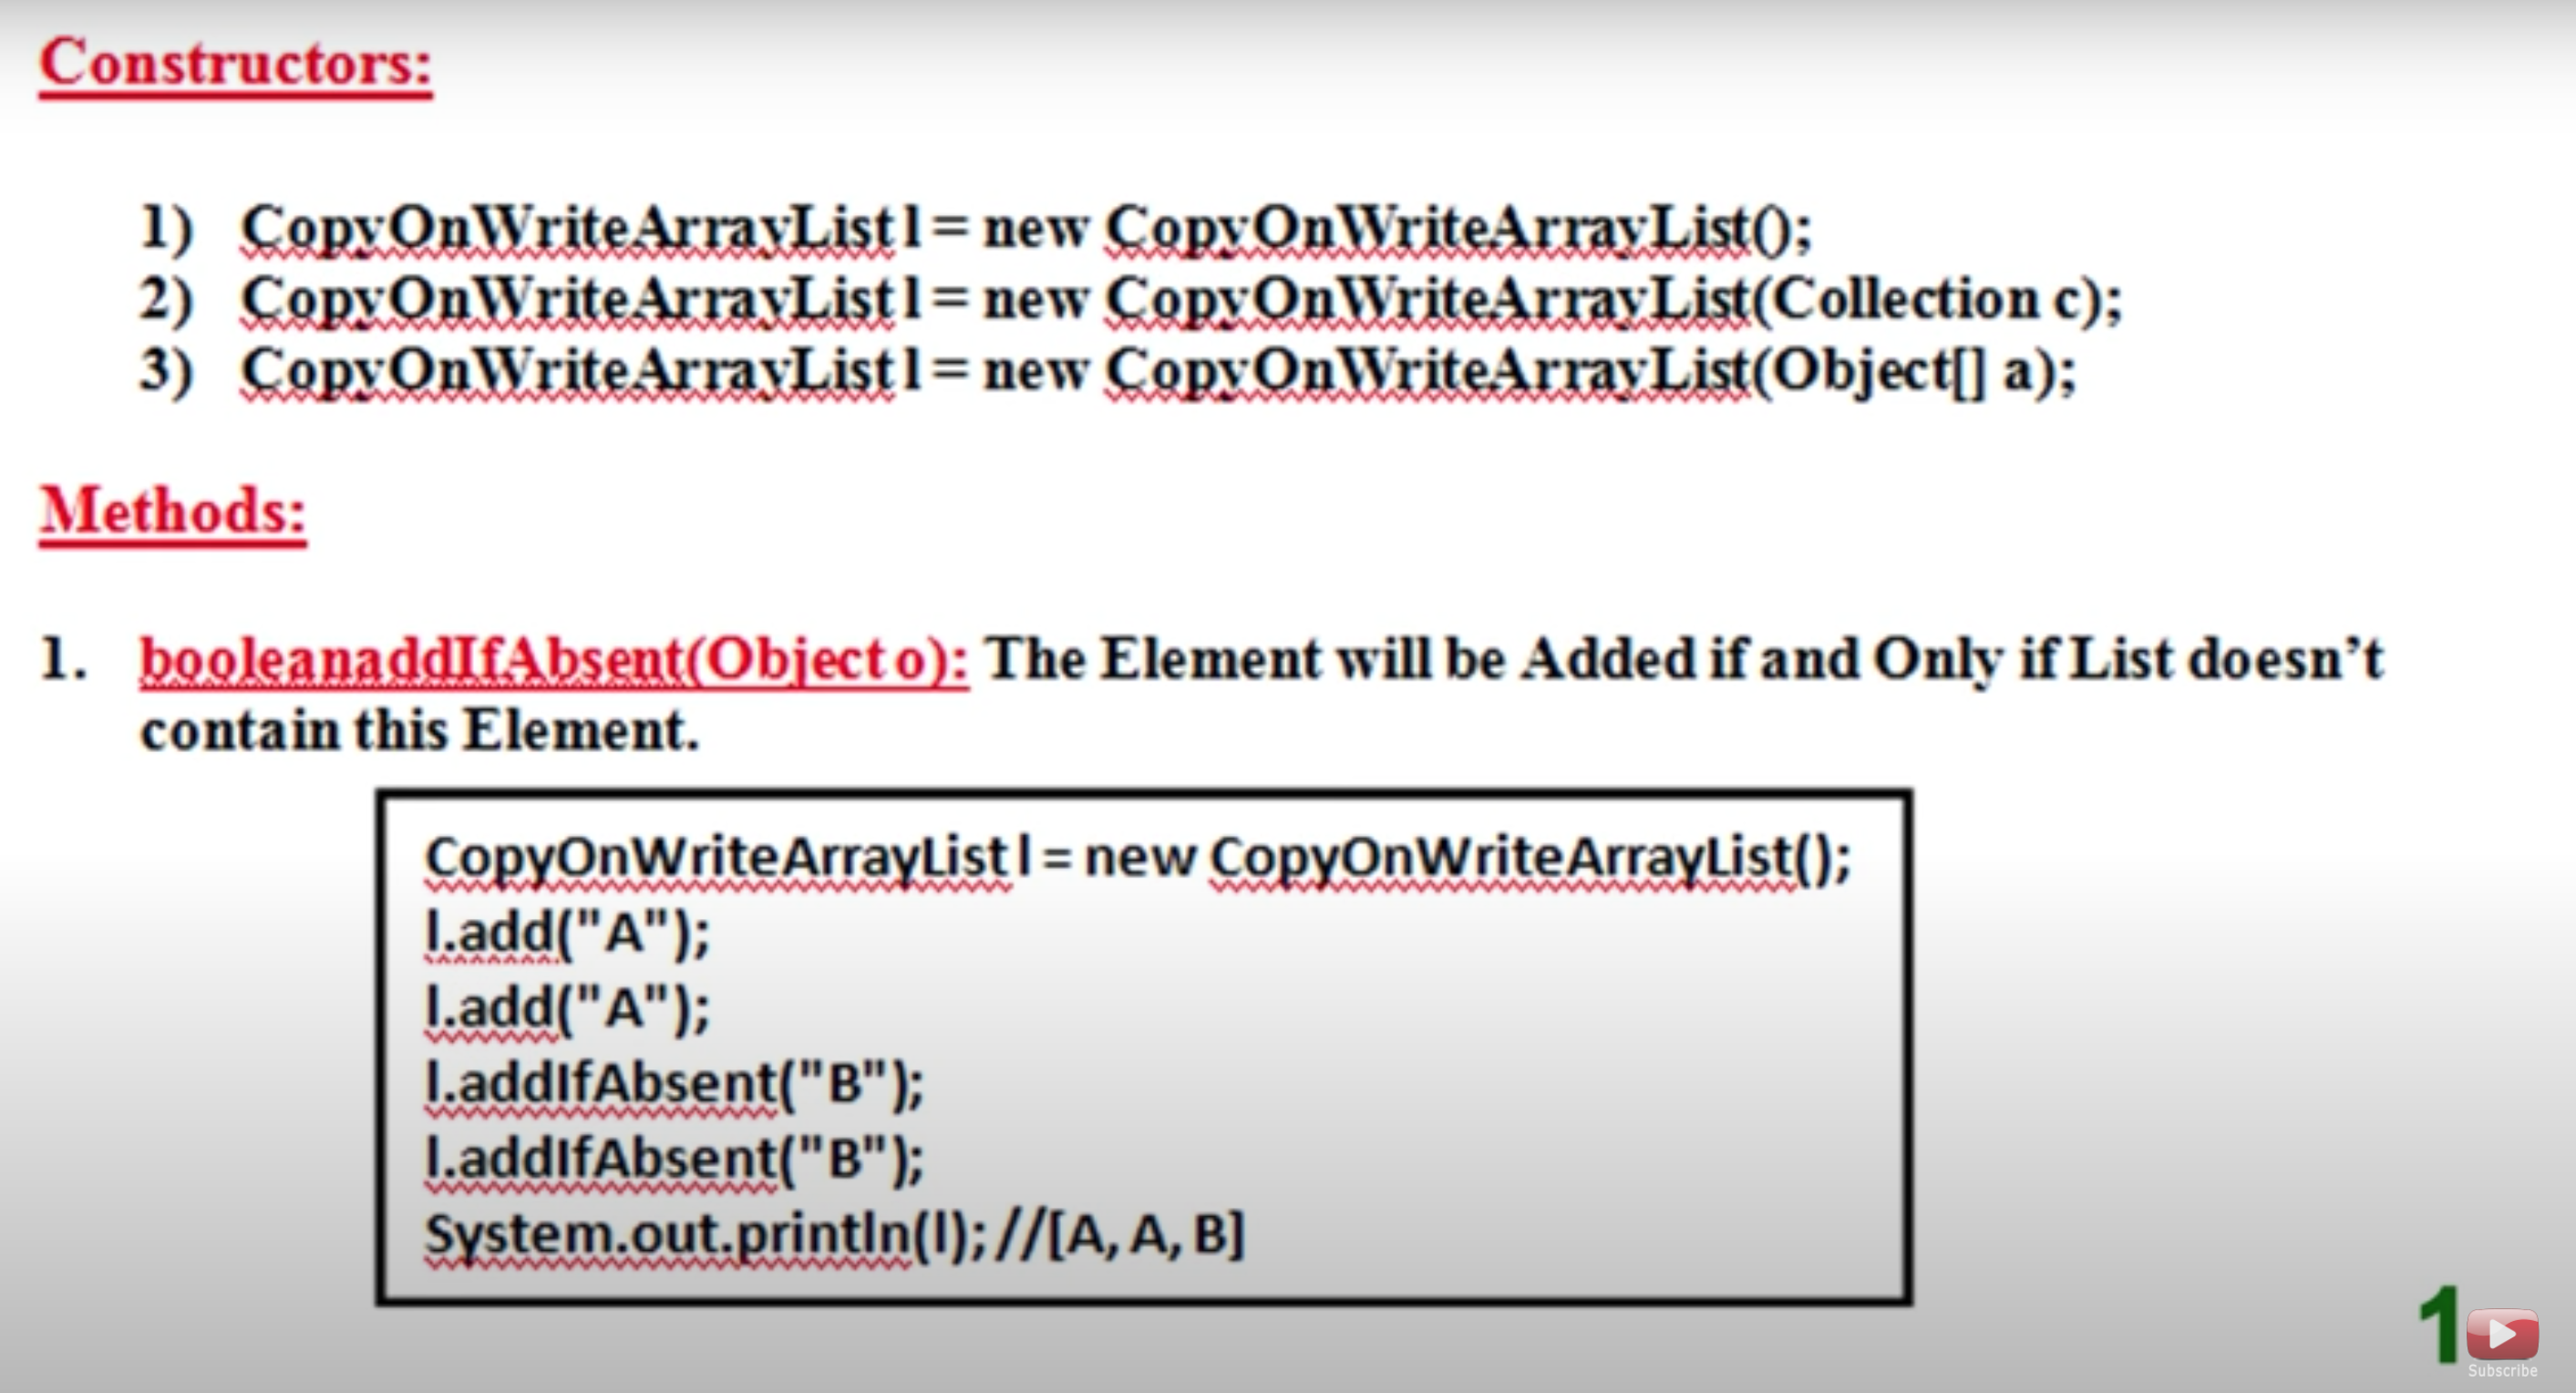 Constructors:
1) CopyOnWriteArrayList l = new CopyOnWriteArrayList();
2) CopyOnWriteArrayList l = new CopyOnWriteArrayList(Collection c);
3) CopyOnWriteArrayList l = new CopyOnWriteArrayList(Object[] a);
Methods:
1. booleanaddIfAbsent(Object o): The Element will be Added if and Only if List doesn’t
contain this Element.
CopyOnWriteArrayList l = new CopyOnWriteArrayList();
l.add("A");
l.add("A");
l.addIfAbsent("B");
l.addIfAbsent("B");
System.out.println(l); //[A, A, B]
1
Subscribe